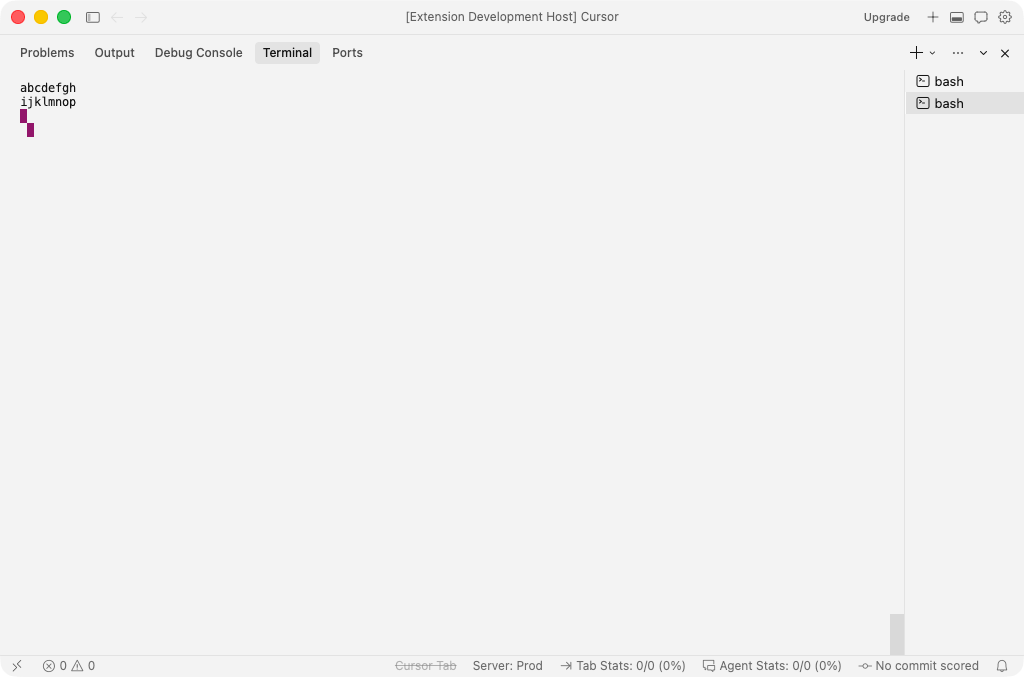 [Extension Development Host] Cursor
Upgrade
Problems Output Debug Console Terminal Ports
abcdefgh
ijklmnop
bash
bash
0 0 Cursor Tab Server: Prod Tab Stats: 0/0 (0%) Agent Stats: 0/0 (0%) No commit scored